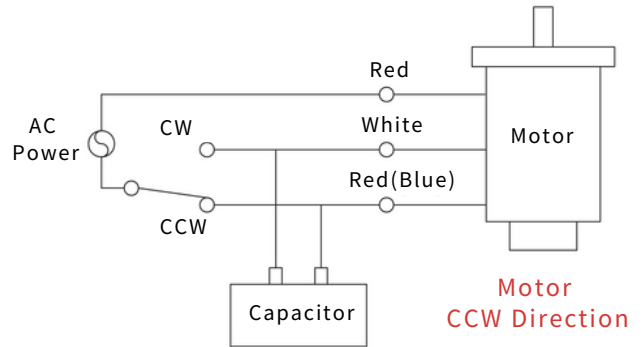 Red
AC
Power
CW
White
Motor
Red(Blue)
CCW
Capacitor
Motor
CCW Direction